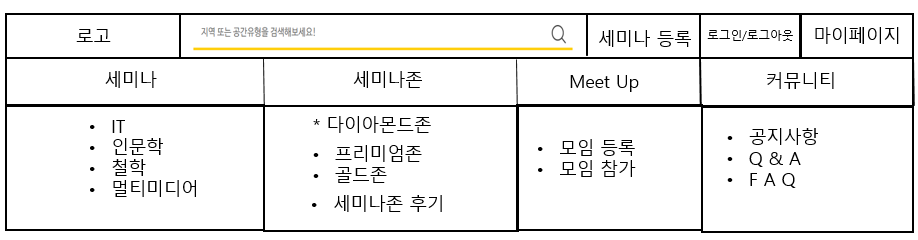 로고
지역 또는 공간유형을 검색해보세요!
세미나 등록
로그인/로그아웃
마이페이지
세미나
세미나존
Meet Up
커뮤니티
• IT
• 인문학
• 철학
• 멀티미디어
* 다이아몬드존
• 프리미엄존
• 골드존
• 세미나존 후기
• 모임 등록
• 모임 참가
• 공지사항
• Q & A
• F A Q